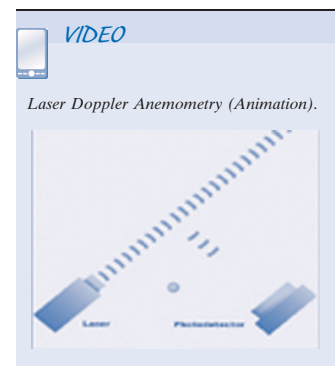 VIDEO
Laser Doppler Anemometry (Animation).
Laser
Photodetector